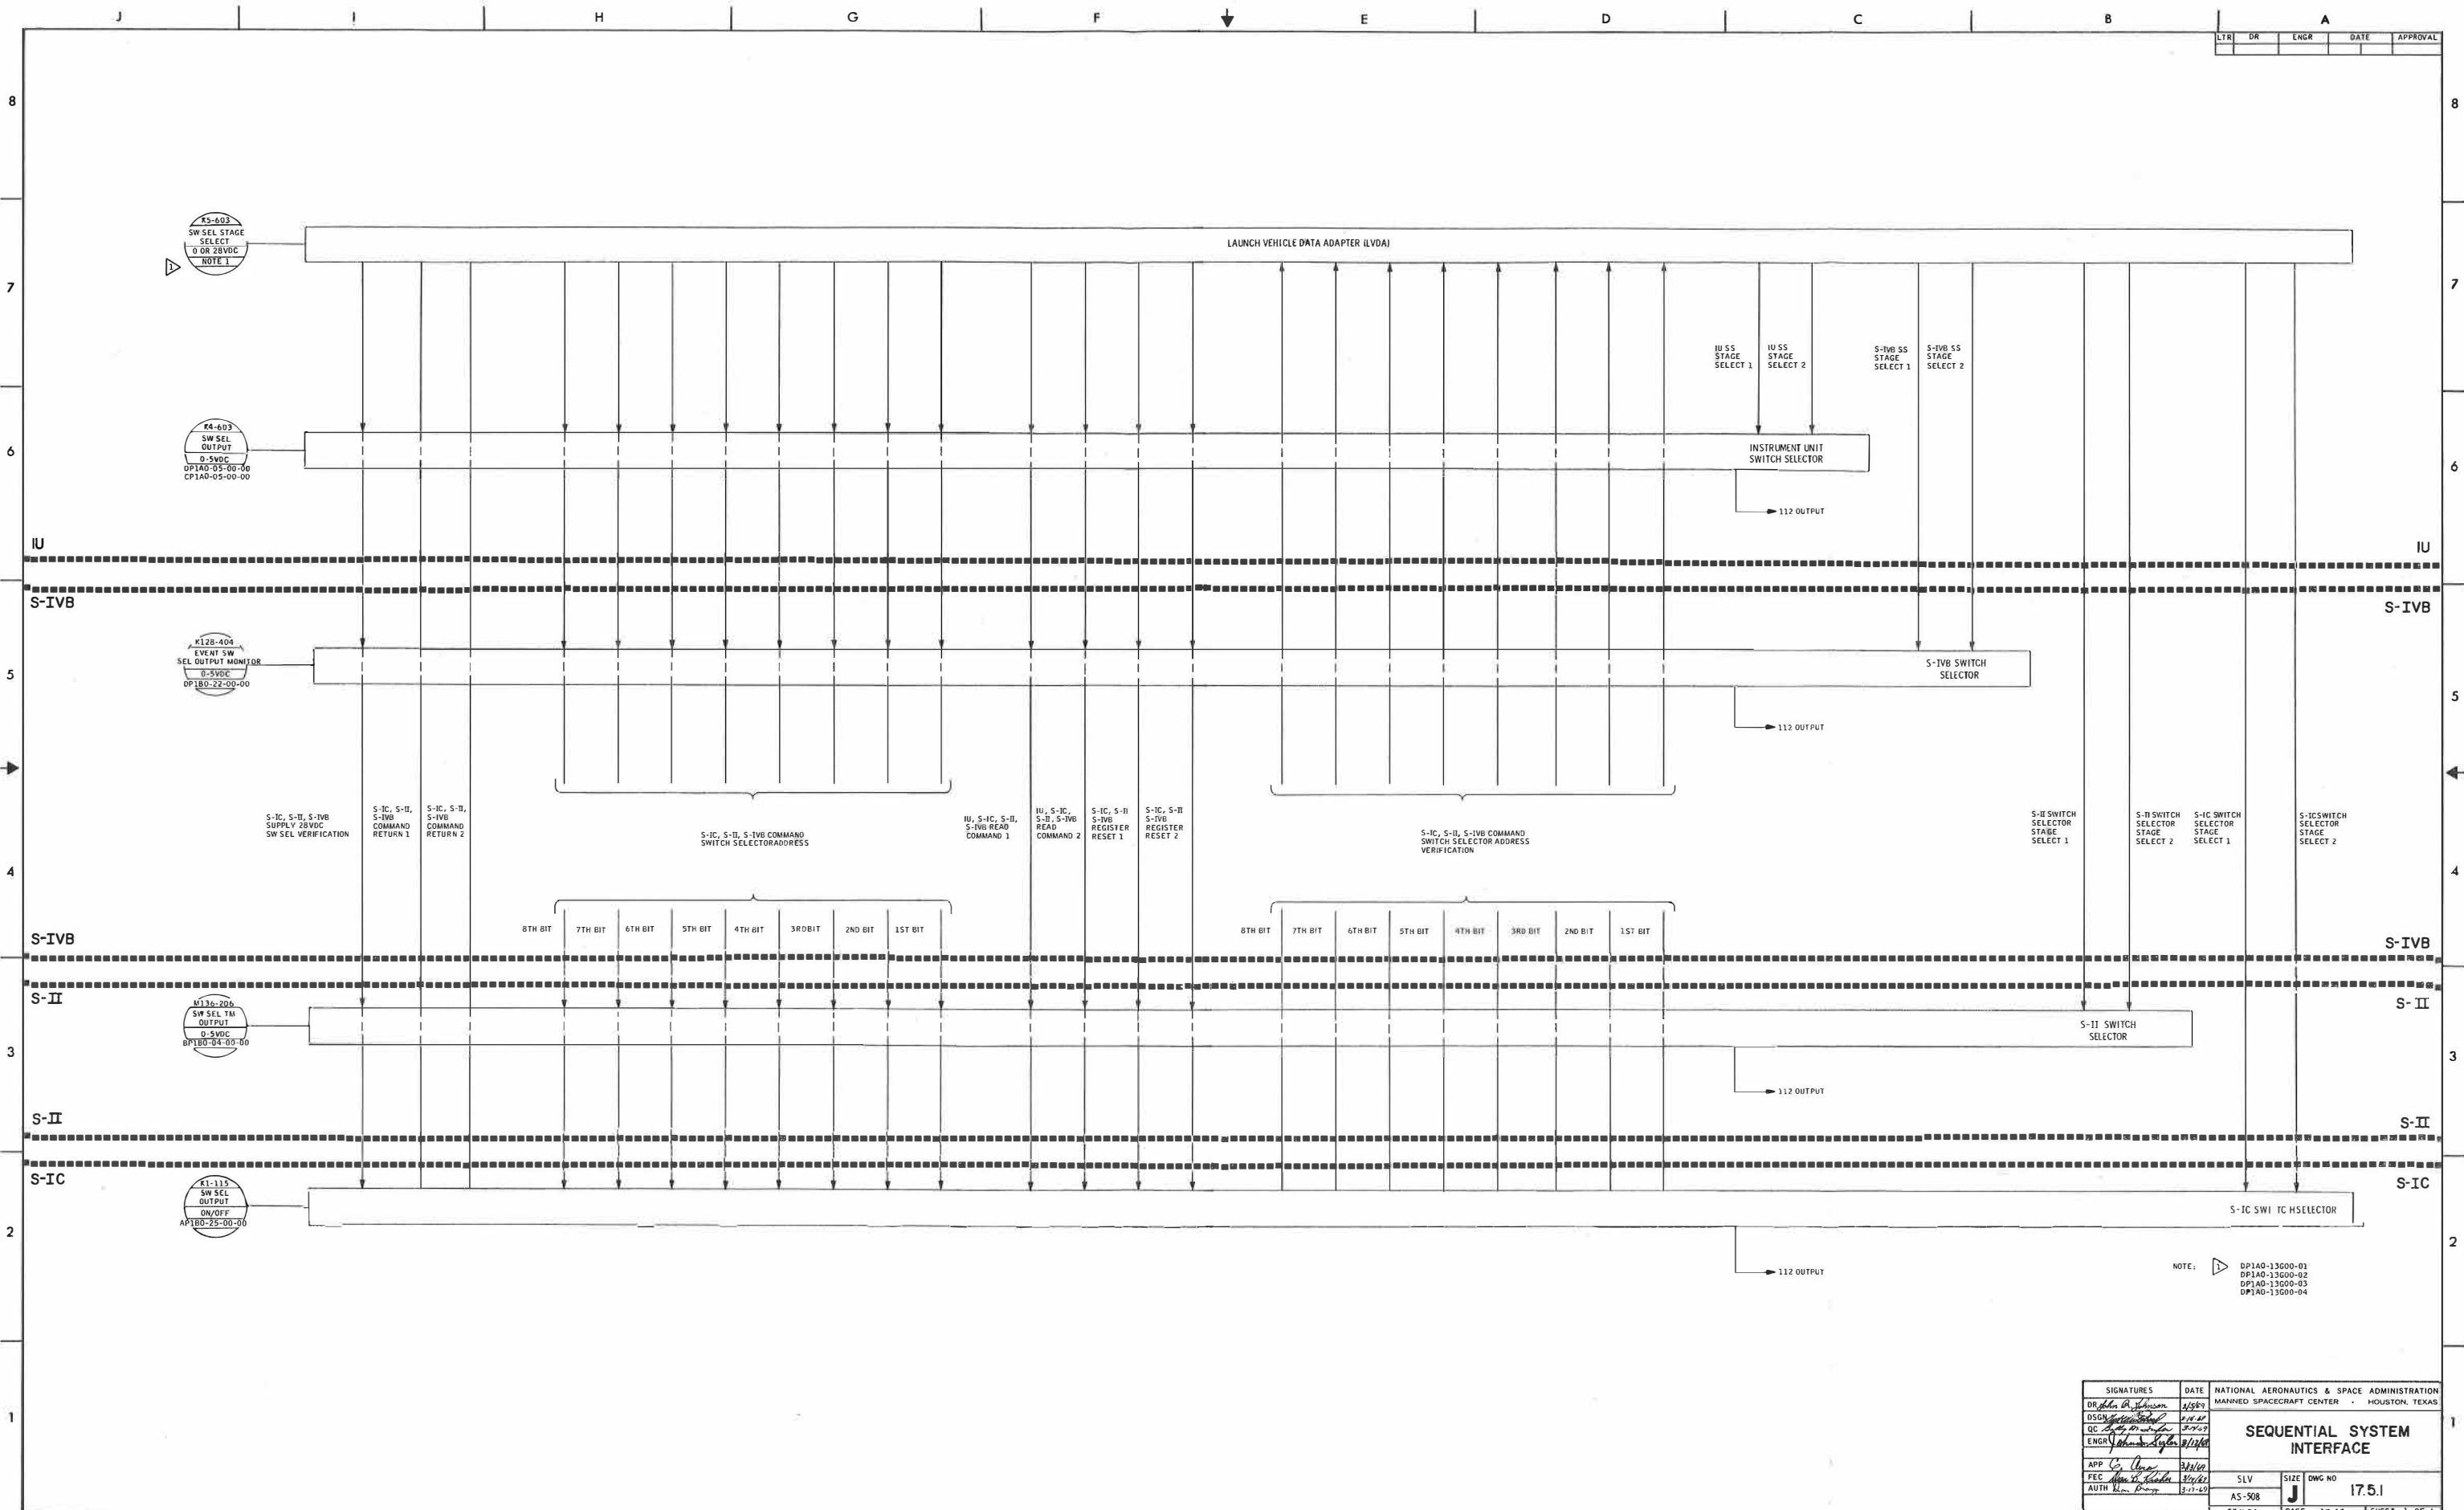 J I H G F E D C B A
LTR DR ENGR DATE APPROVAL
8 8
K5-603
SW SEL STAGE
SELECT
0 OR 28VDC
NOTE 1
1
LAUNCH VEHICLE DATA ADAPTER (LVDA)
7 7
IU SS
STAGE
SELECT 1
IU SS
STAGE
SELECT 2
S-IVB SS
STAGE
SELECT 1
S-IVB SS
STAGE
SELECT 2
K4-603
SW SEL
OUTPUT
0-5VDC
DP1A0-05-00-00
CP1A0-05-00-00
INSTRUMENT UNIT
SWITCH SELECTOR
6 6
112 OUTPUT
IU IU
S-IVB S-IVB
K128-404
EVENT SW
SEL OUTPUT MONITOR
0-5VDC
DP1B0-22-00-00
S-IVB SWITCH
SELECTOR
5 5
112 OUTPUT
S-IC, S-II, S-IVB
SUPPLY 28VDC
SW SEL VERIFICATION
S-IC, S-II,
S-IVB
COMMAND
RETURN 1
S-IC, S-II,
S-IVB
COMMAND
RETURN 2
S-IC, S-II, S-IVB COMMAND
SWITCH SELECTORADDRESS
IU, S-IC, S-II,
S-IVB READ
COMMAND 1
IU, S-IC,
S-II, S-IVB
READ
COMMAND 2
S-IC, S-II
S-IVB
REGISTER
RESET 1
S-IC, S-II
S-IVB
REGISTER
RESET 2
S-IC, S-II, S-IVB COMMAND
SWITCH SELECTOR ADDRESS
VERIFICATION
S-II SWITCH
SELECTOR
STAGE
SELECT 1
S-II SWITCH
SELECTOR
STAGE
SELECT 2
S-IC SWITCH
SELECTOR
STAGE
SELECT 1
S-ICSWITCH
SELECTOR
STAGE
SELECT 2
4 4
8TH BIT 7TH BIT 6TH BIT 5TH BIT 4TH BIT 3RDBIT 2ND BIT 1ST BIT
8TH BIT 7TH BIT 6TH BIT 5TH BIT 4TH BIT 3RD BIT 2ND BIT 1ST BIT
S-IVB S-IVB
S-II S-II
M136-206
SW SEL TM
OUTPUT
0-5VDC
BP1B0-04-00-00
S-II SWITCH
SELECTOR
3 3
112 OUTPUT
S-II S-II
S-IC S-IC
K1-115
SW SEL
OUTPUT
ON/OFF
AP1B0-25-00-00
S-IC SWI TC HSELECTOR
2 2
112 OUTPUT
NOTE: 1 DP1A0-13G00-01
DP1A0-13G00-02
DP1A0-13G00-03
DP1A0-13G00-04
1 1
SIGNATURES DATE
DR John R. Johnson
DSGN
QC
ENGR
APP
FEC
AUTH
NATIONAL AERONAUTICS & SPACE ADMINISTRATION
MANNED SPACECRAFT CENTER - HOUSTON, TEXAS
SEQUENTIAL SYSTEM
INTERFACE
SLV SIZE DWG NO
AS-508 J 17.5.1